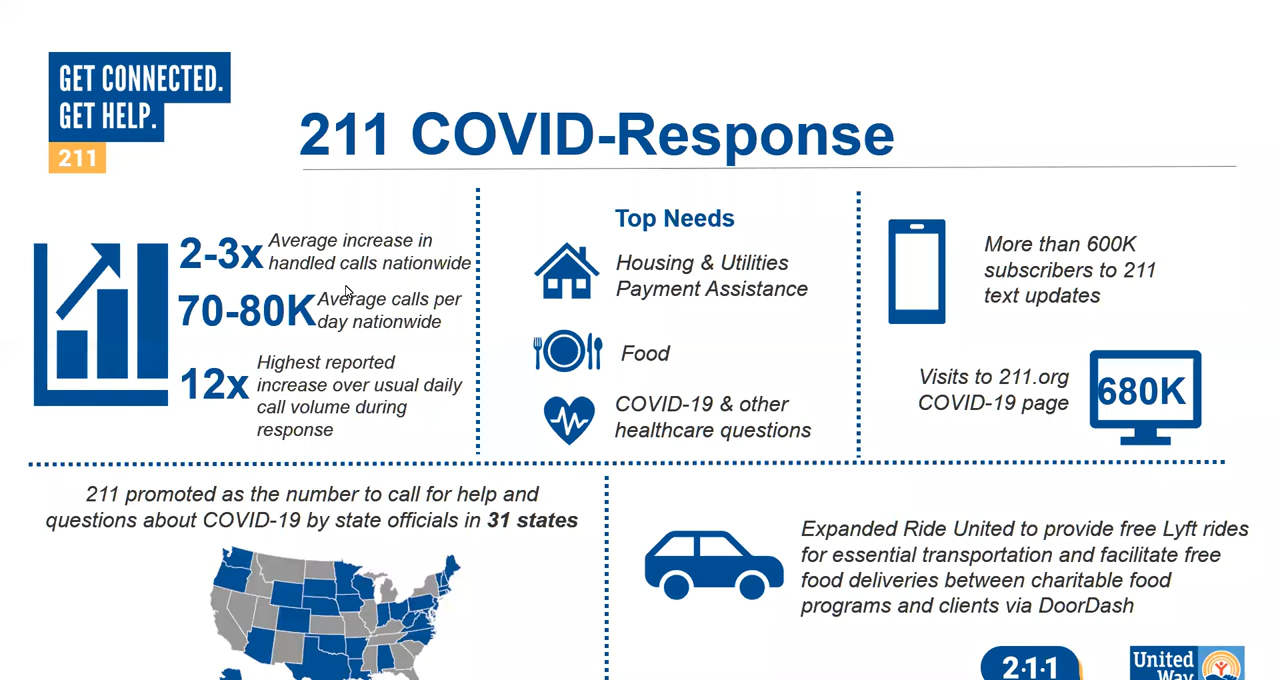 GET CONNECTED.
GET HELP.
211
211 COVID-Response
2-3x
Average increase in
handled calls nationwide
70-80K
Average calls per
day nationwide
12x
Highest reported
increase over usual daily
call volume during
response
Top Needs
Housing & Utilities
Payment Assistance
Food
COVID-19 & other
healthcare questions
More than 600K
subscribers to 211
text updates
Visits to 211.org
COVID-19 page
680K
211 promoted as the number to call for help and
questions about COVID-19 by state officials in 31 states
Expanded Ride United to provide free Lyft rides
for essential transportation and facilitate free
food deliveries between charitable food
programs and clients via DoorDash
2·1·1
United
Way